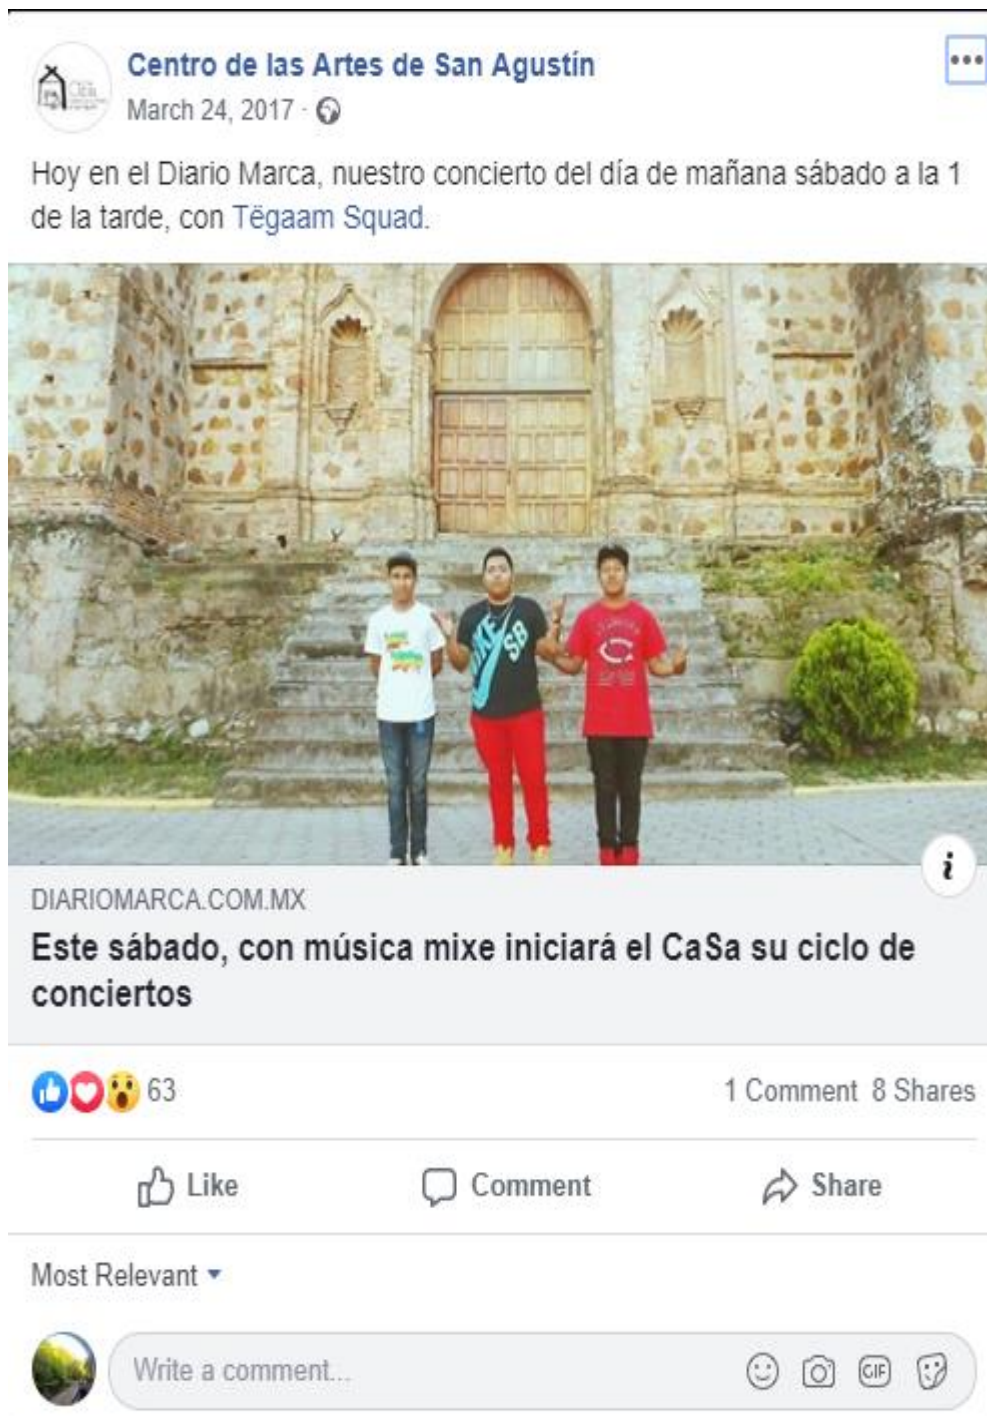 Centro de las Artes de San Agustín
March 24, 2017 ·
Hoy en el Diario Marca, nuestro concierto del día de mañana sábado a la 1
de la tarde, con Tëgaam Squad.
NIKE
SB
C
DIARIOMARCA.COM.MX
Este sábado, con música mixe iniciará el CaSa su ciclo de
conciertos
63
1 Comment 8 Shares
Like
Comment
Share
Most Relevant
Write a comment...
GIF